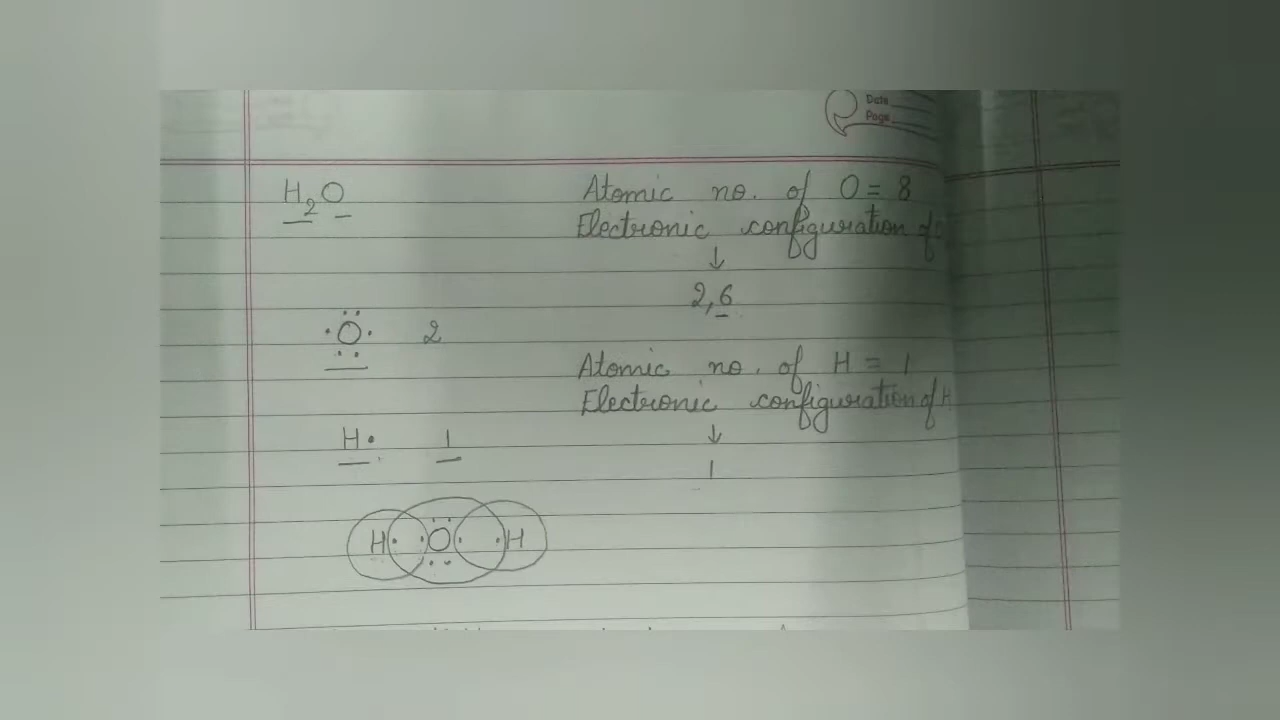 Date
Page
H2O
Atomic no. of O = 8
Electronic configuration of
↓
2,6
O 2
Atomic no. of H = 1
Electronic configuration of H
H 1
↓
1
H O H